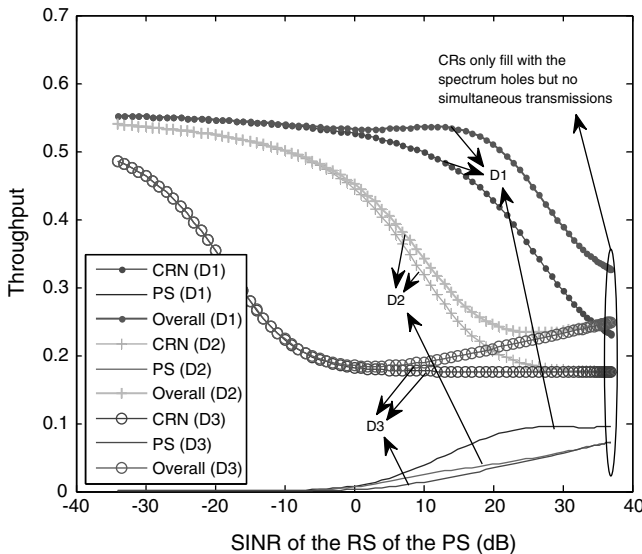 0.7
0.6
0.5
0.4
0.3
0.2
0.1
0
-40
-30
-20
-10
0
10
20
30
40
Throughput
SINR of the RS of the PS (dB)
CRs only fill with the
spectrum holes but no
simultaneous transmissions
D1
D2
D3
CRN (D1)
PS (D1)
Overall (D1)
CRN (D2)
PS (D2)
Overall (D2)
CRN (D3)
PS (D3)
Overall (D3)